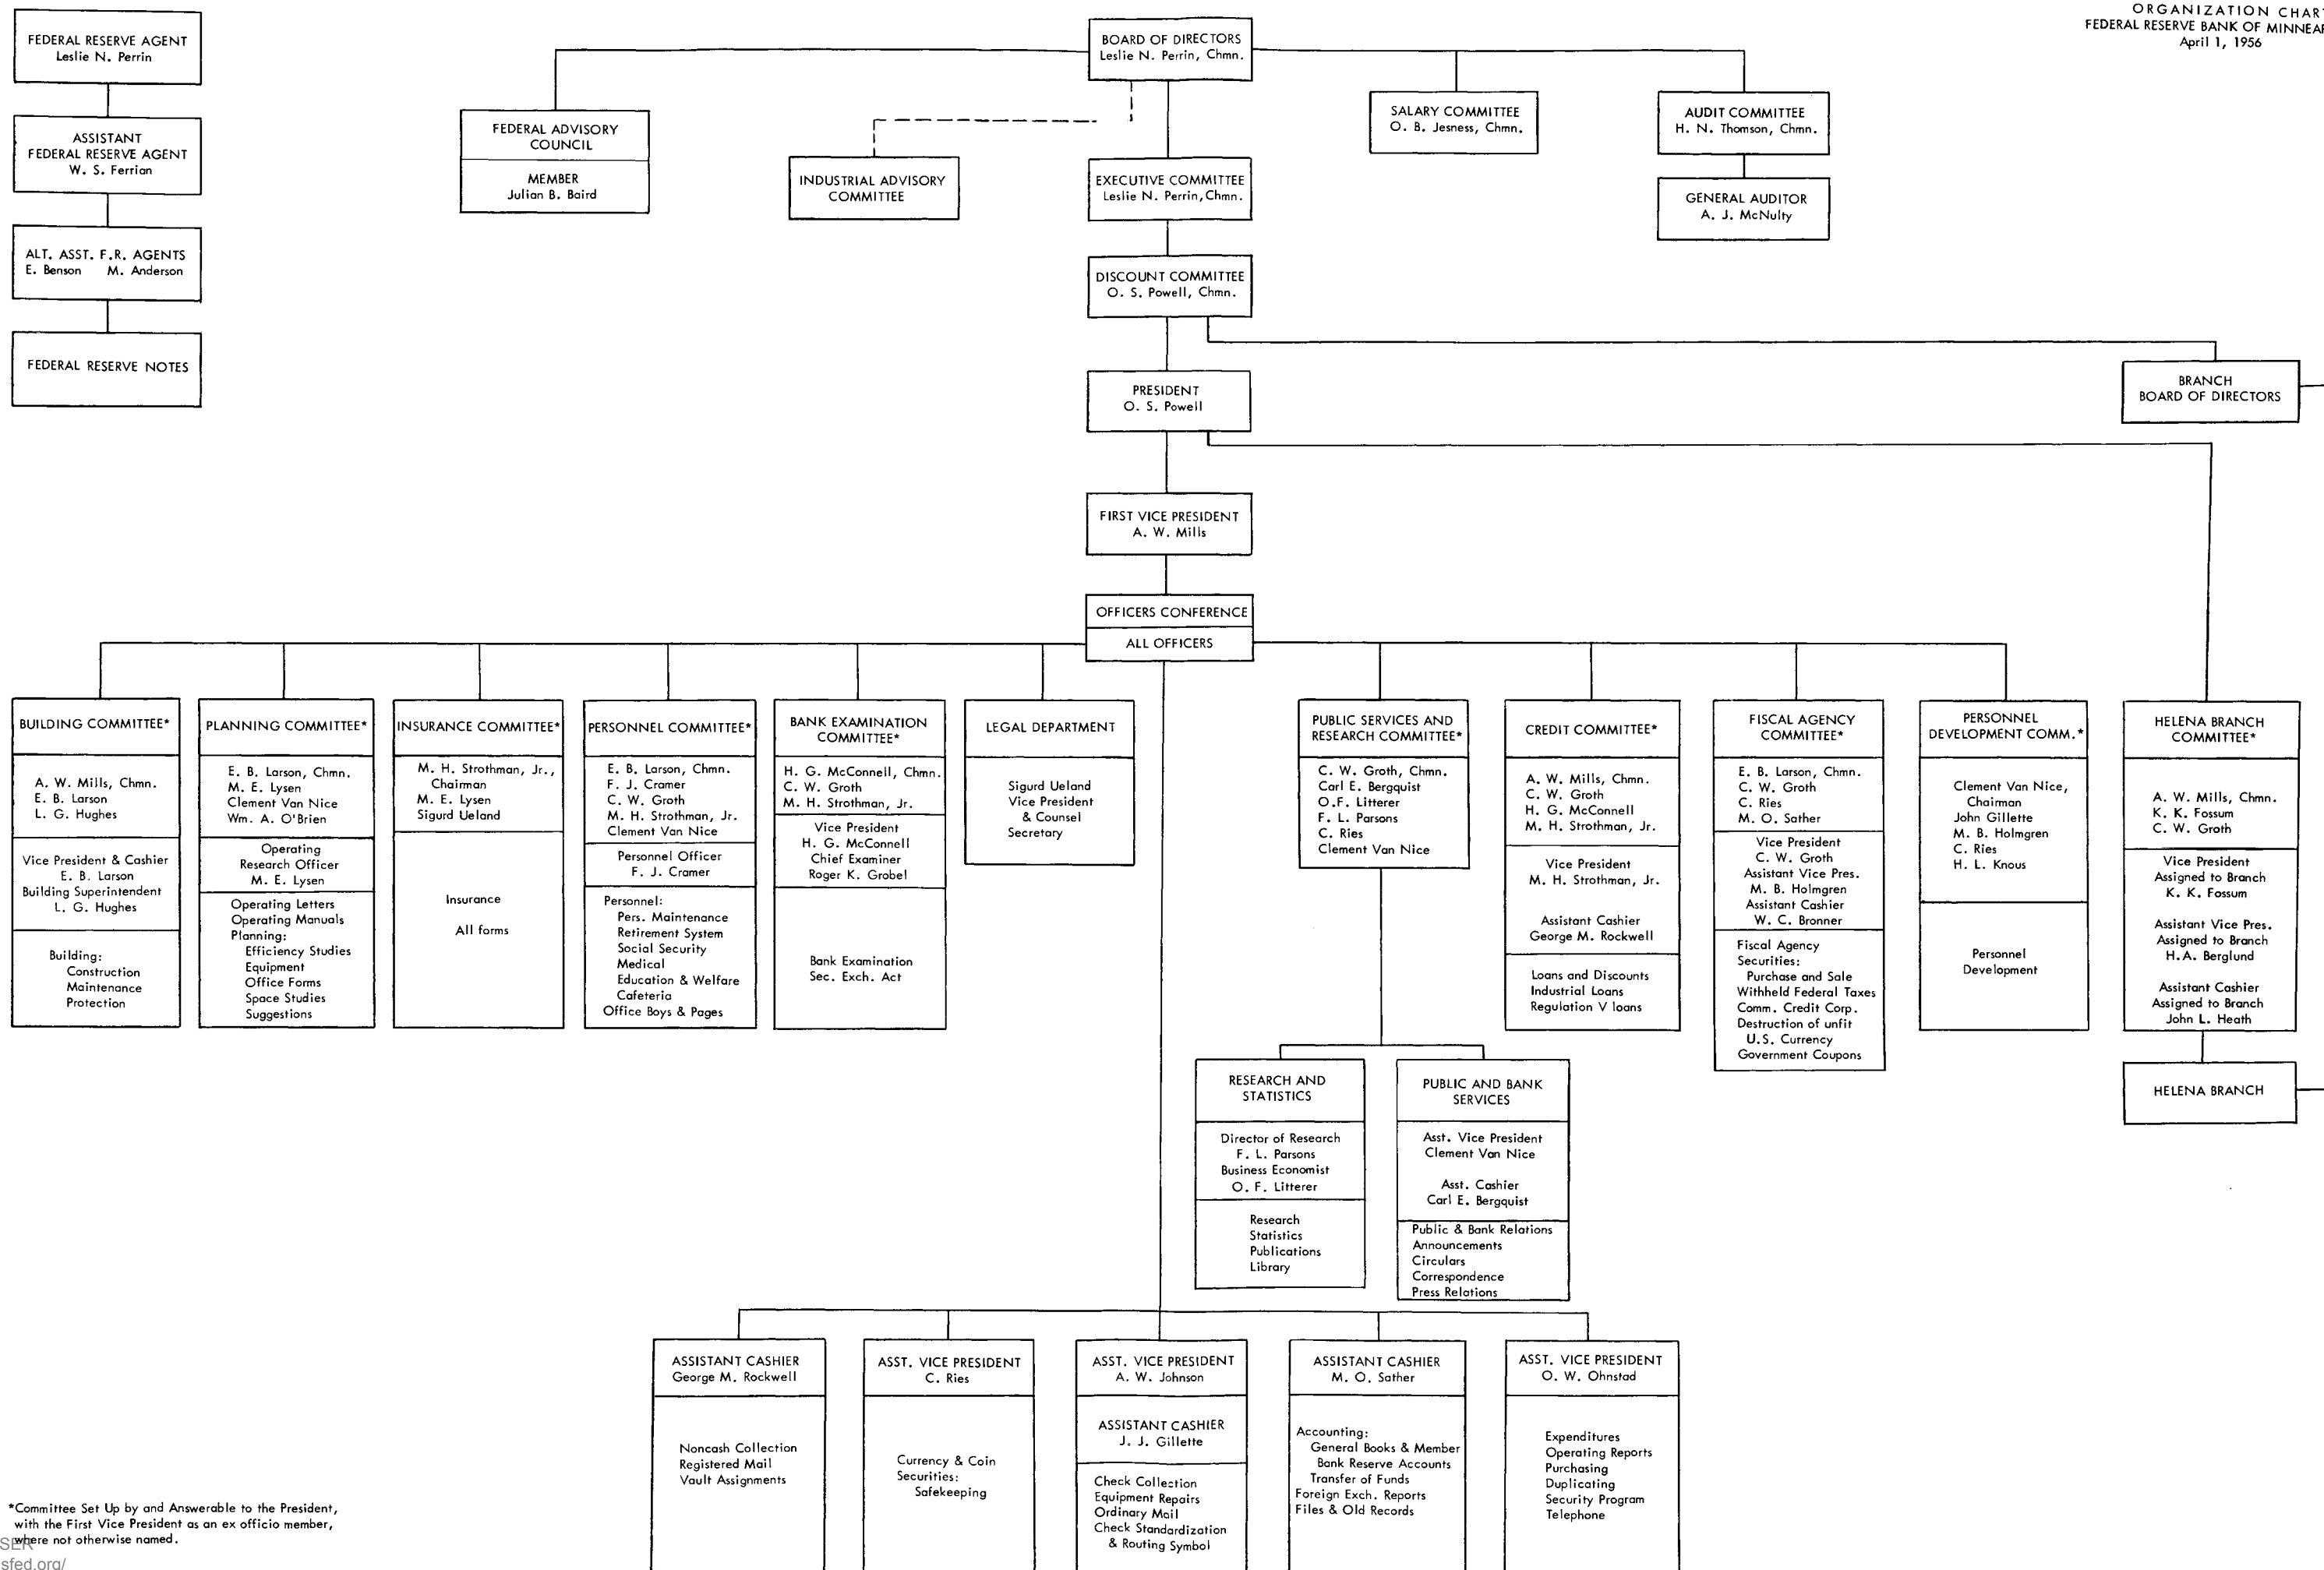 ORGANIZATION CHART
FEDERAL RESERVE BANK OF MINNEAP
April 1, 1956
FEDERAL RESERVE AGENT
Leslie N. Perrin
ASSISTANT
FEDERAL RESERVE AGENT
W. S. Ferrian
ALT. ASST. F.R. AGENTS
E. Benson M. Anderson
FEDERAL RESERVE NOTES
BOARD OF DIRECTORS
Leslie N. Perrin, Chmn.
FEDERAL ADVISORY
COUNCIL
MEMBER
Julian B. Baird
INDUSTRIAL ADVISORY
COMMITTEE
EXECUTIVE COMMITTEE
Leslie N. Perrin, Chmn.
SALARY COMMITTEE
O. B. Jesness, Chmn.
AUDIT COMMITTEE
H. N. Thomson, Chmn.
GENERAL AUDITOR
A. J. McNulty
DISCOUNT COMMITTEE
O. S. Powell, Chmn.
PRESIDENT
O. S. Powell
BRANCH
BOARD OF DIRECTORS
FIRST VICE PRESIDENT
A. W. Mills
OFFICERS CONFERENCE
ALL OFFICERS
BUILDING COMMITTEE*
A. W. Mills, Chmn.
E. B. Larson
L. G. Hughes
Vice President & Cashier
E. B. Larson
Building Superintendent
L. G. Hughes
Building:
Construction
Maintenance
Protection
PLANNING COMMITTEE*
E. B. Larson, Chmn.
M. E. Lysen
Clement Van Nice
Wm. A. O'Brien
Operating
Research Officer
M. E. Lysen
Operating Letters
Operating Manuals
Planning:
Efficiency Studies
Equipment
Office Forms
Space Studies
Suggestions
INSURANCE COMMITTEE*
M. H. Strothman, Jr.,
Chairman
M. E. Lysen
Sigurd Ueland
Insurance
All forms
PERSONNEL COMMITTEE*
E. B. Larson, Chmn.
F. J. Cramer
C. W. Groth
M. H. Strothman, Jr.
Clement Van Nice
Personnel Officer
F. J. Cramer
Personnel:
Pers. Maintenance
Retirement System
Social Security
Medical
Education & Welfare
Cafeteria
Office Boys & Pages
BANK EXAMINATION
COMMITTEE*
H. G. McConnell, Chmn.
C. W. Groth
M. H. Strothman, Jr.
Vice President
H. G. McConnell
Chief Examiner
Roger K. Grobel
Bank Examination
Sec. Exch. Act
LEGAL DEPARTMENT
Sigurd Ueland
Vice President
& Counsel
Secretary
PUBLIC SERVICES AND
RESEARCH COMMITTEE*
C. W. Groth, Chmn.
Carl E. Bergquist
O.F. Litterer
F. L. Parsons
C. Ries
Clement Van Nice
CREDIT COMMITTEE*
A. W. Mills, Chmn.
C. W. Groth
H. G. McConnell
M. H. Strothman, Jr.
Vice President
M. H. Strothman, Jr.
Assistant Cashier
George M. Rockwell
Loans and Discounts
Industrial Loans
Regulation V loans
FISCAL AGENCY
COMMITTEE*
E. B. Larson, Chmn.
C. W. Groth
C. Ries
M. O. Sather
Vice President
C. W. Groth
Assistant Vice Pres.
M. B. Holmgren
Assistant Cashier
W. C. Bronner
Fiscal Agency
Securities:
Purchase and Sale
Withheld Federal Taxes
Comm. Credit Corp.
Destruction of unfit
U.S. Currency
Government Coupons
PERSONNEL
DEVELOPMENT COMM.*
Clement Van Nice,
Chairman
John Gillette
M. B. Holmgren
C. Ries
H. L. Knous
Personnel
Development
HELENA BRANCH
COMMITTEE*
A. W. Mills, Chmn.
K. K. Fossum
C. W. Groth
Vice President
Assigned to Branch
K. K. Fossum
Assistant Vice Pres.
Assigned to Branch
H.A. Berglund
Assistant Cashier
Assigned to Branch
John L. Heath
HELENA BRANCH
RESEARCH AND
STATISTICS
Director of Research
F. L. Parsons
Business Economist
O. F. Litterer
Research
Statistics
Publications
Library
PUBLIC AND BANK
SERVICES
Asst. Vice President
Clement Van Nice
Asst. Cashier
Carl E. Bergquist
Public & Bank Relations
Announcements
Circulars
Correspondence
Press Relations
ASSISTANT CASHIER
George M. Rockwell
Noncash Collection
Registered Mail
Vault Assignments
ASST. VICE PRESIDENT
C. Ries
Currency & Coin
Securities:
Safekeeping
ASST. VICE PRESIDENT
A. W. Johnson
ASSISTANT CASHIER
J. J. Gillette
Check Collection
Equipment Repairs
Ordinary Mail
Check Standardization
& Routing Symbol
ASSISTANT CASHIER
M. O. Sather
Accounting:
General Books & Member
Bank Reserve Accounts
Transfer of Funds
Foreign Exch. Reports
Files & Old Records
ASST. VICE PRESIDENT
O. W. Ohnstad
Expenditures
Operating Reports
Purchasing
Duplicating
Security Program
Telephone
*Committee Set Up by and Answerable to the President,
with the First Vice President as an ex officio member,
where not otherwise named.
SER
sfed.org/